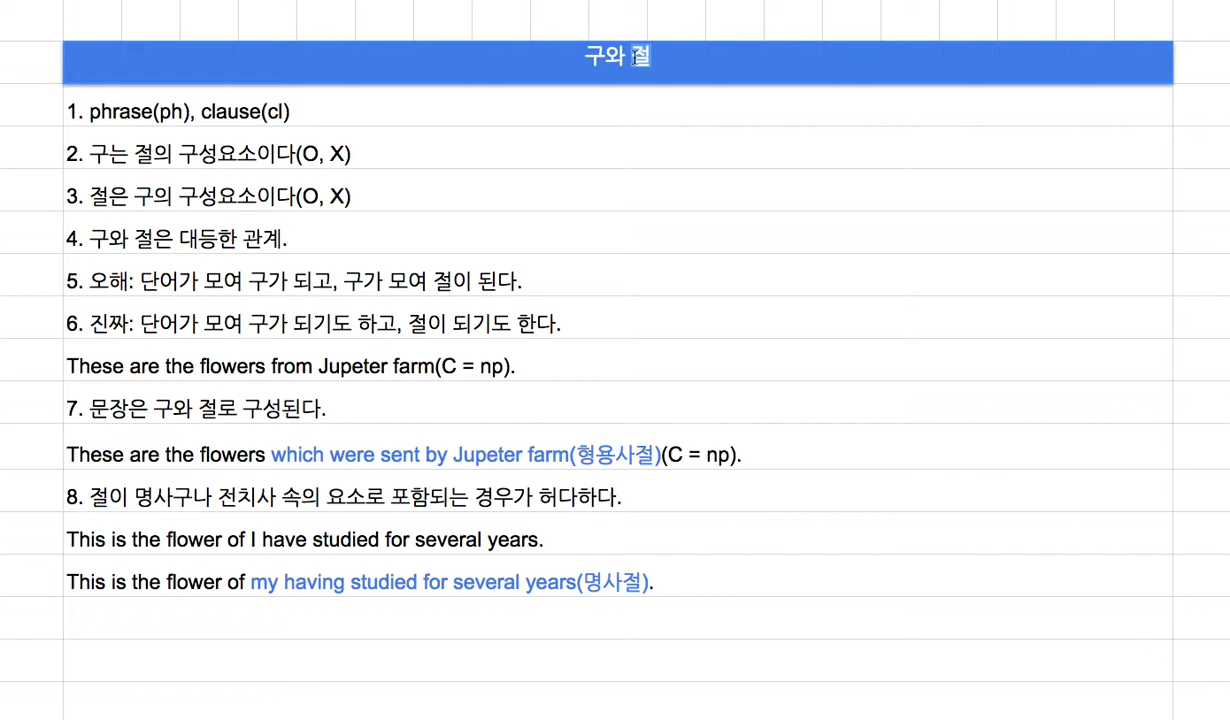 구와 절
1. phrase(ph), clause(cl)
2. 구는 절의 구성요소이다(O, X)
3. 절은 구의 구성요소이다(O, X)
4. 구와 절은 대등한 관계.
5. 오해: 단어가 모여 구가 되고, 구가 모여 절이 된다.
6. 진짜: 단어가 모여 구가 되기도 하고, 절이 되기도 한다.
These are the flowers from Jupeter farm(C = np).
7. 문장은 구와 절로 구성된다.
These are the flowers which were sent by Jupeter farm(형용사절)(C = np).
8. 절이 명사구나 전치사 속의 요소로 포함되는 경우가 허다하다.
This is the flower of I have studied for several years.
This is the flower of my having studied for several years(명사절).